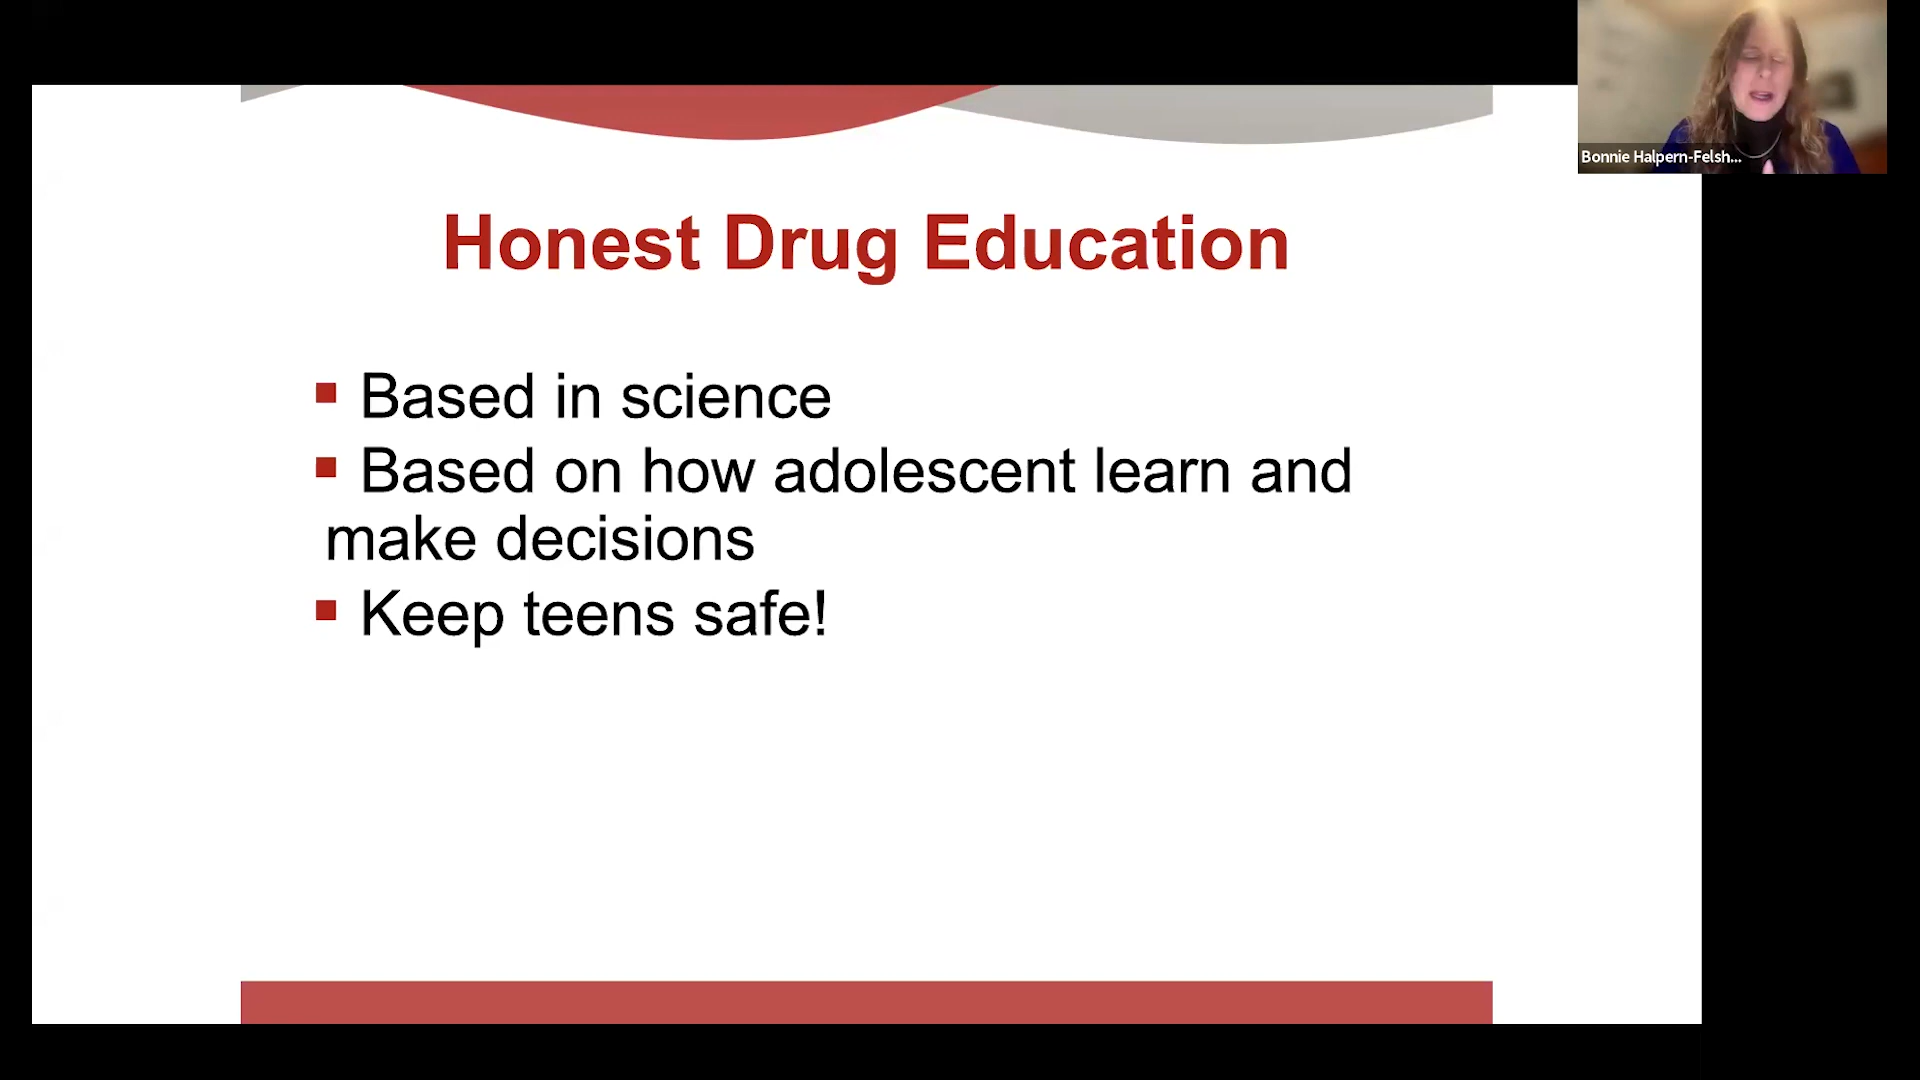 Bonnie Halpern-Felsh...
Honest Drug Education
Based in science
Based on how adolescent learn and
make decisions
Keep teens safe!